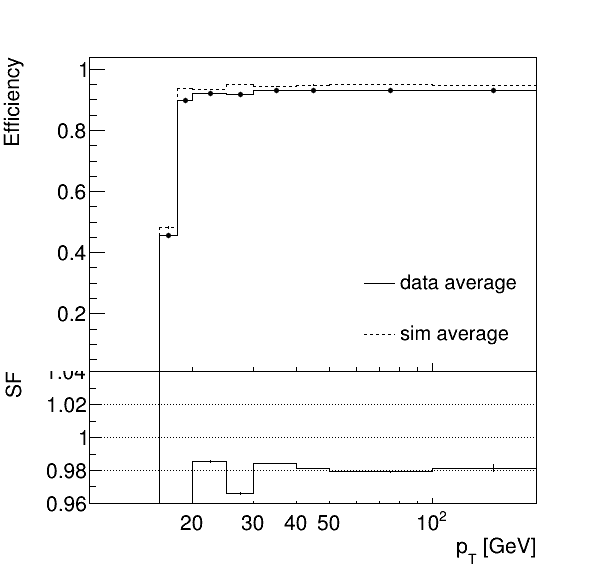 Efficiency
1
0.8
0.6
0.4
0.2
data average
sim average
SF
1.04
1.02
1
0.98
0.96
20 30 40 50 10²
p_T [GeV]